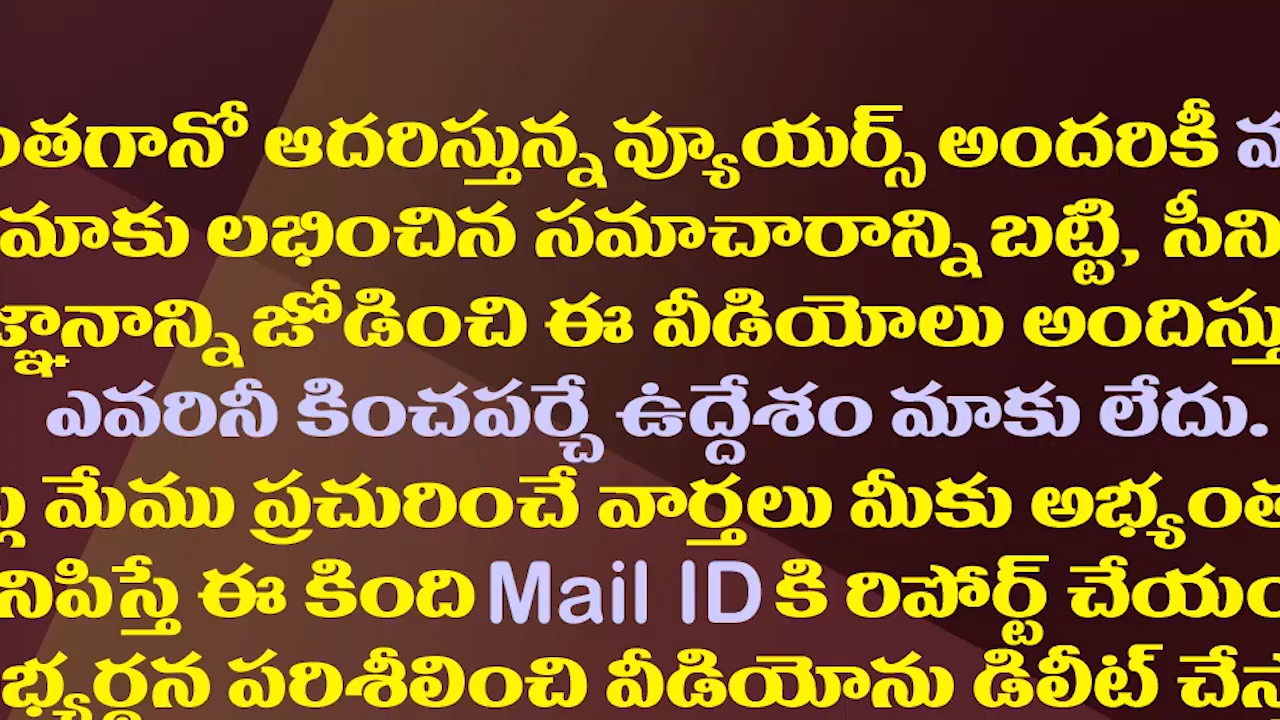 ఆదరిస్తున్న వ్యూయర్స్ అందరికీ
మాకు లభించిన సమాచారాన్ని బట్టి,
జ్ఞానాన్ని జోడించి ఈ వీడియోలు
ఎవరినీ కించపర్చే ఉద్దేశం మాకు లేదు.
మేము ప్రచురించే వార్తలు మీకు
ఈ కింది Mail ID కి రిపోర్ట్
పరిశీలించి వీడియోను డిలీట్